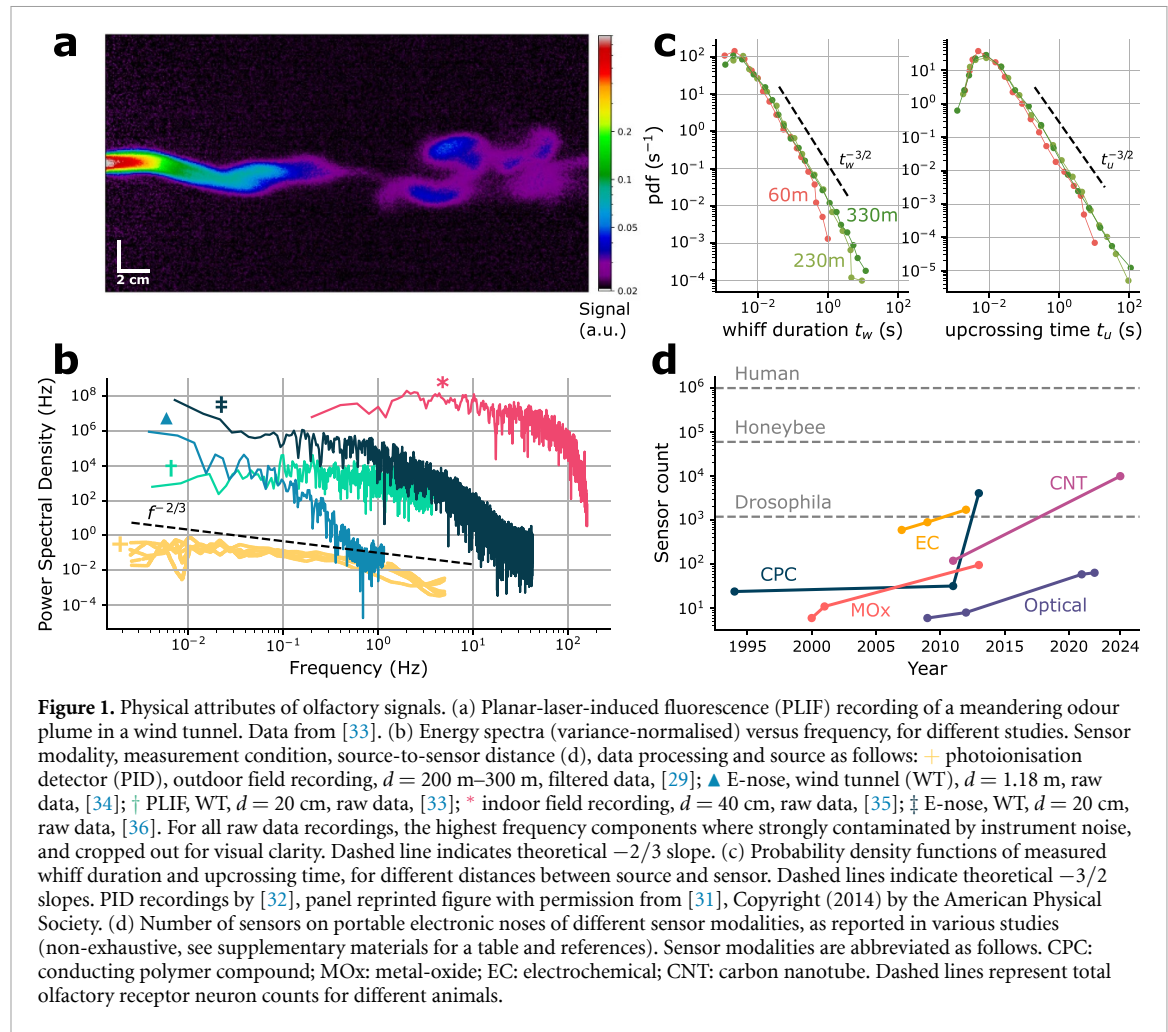 a
0.2
0.1
0.05
0.02
Signal
(a.u.)
2 cm
c
pdf (s⁻¹)
10²
10¹
10⁰
10⁻¹
10⁻²
10⁻³
10⁻⁴
t_w^{−3/2}
60m
330m
230m
10⁻² 10⁰ 10²
whiff duration t_w (s)
10¹
10⁰
10⁻¹
10⁻²
10⁻³
10⁻⁴
10⁻⁵
t_u^{−3/2}
10⁻² 10⁰ 10²
upcrossing time t_u (s)
b
Power Spectral Density (Hz)
10⁸
10⁶
10⁴
10²
10⁰
10⁻²
10⁻⁴
*
‡
▲
†
+
f^{−2/3}
10⁻² 10⁻¹ 10⁰ 10¹ 10²
Frequency (Hz)
d
Sensor count
10⁶
10⁵
10⁴
10³
10²
10¹
Human
Honeybee
Drosophila
CNT
EC
CPC
MOx
Optical
1995 2000 2005 2010 2015 2020 2024
Year
Figure 1. Physical attributes of olfactory signals. (a) Planar-laser-induced fluorescence (PLIF) recording of a meandering odour
plume in a wind tunnel. Data from [33]. (b) Energy spectra (variance-normalised) versus frequency, for different studies. Sensor
modality, measurement condition, source-to-sensor distance (d), data processing and source as follows: + photoionisation
detector (PID), outdoor field recording, d = 200 m–300 m, filtered data, [29]; ▲ E-nose, wind tunnel (WT), d = 1.18 m, raw
data, [34]; † PLIF, WT, d = 20 cm, raw data, [33]; * indoor field recording, d = 40 cm, raw data, [35]; ‡ E-nose, WT, d = 20 cm,
raw data, [36]. For all raw data recordings, the highest frequency components where strongly contaminated by instrument noise,
and cropped out for visual clarity. Dashed line indicates theoretical −2/3 slope. (c) Probability density functions of measured
whiff duration and upcrossing time, for different distances between source and sensor. Dashed lines indicate theoretical −3/2
slopes. PID recordings by [32], panel reprinted figure with permission from [31], Copyright (2014) by the American Physical
Society. (d) Number of sensors on portable electronic noses of different sensor modalities, as reported in various studies
(non-exhaustive, see supplementary materials for a table and references). Sensor modalities are abbreviated as follows. CPC:
conducting polymer compound; MOx: metal-oxide; EC: electrochemical; CNT: carbon nanotube. Dashed lines represent total
olfactory receptor neuron counts for different animals.